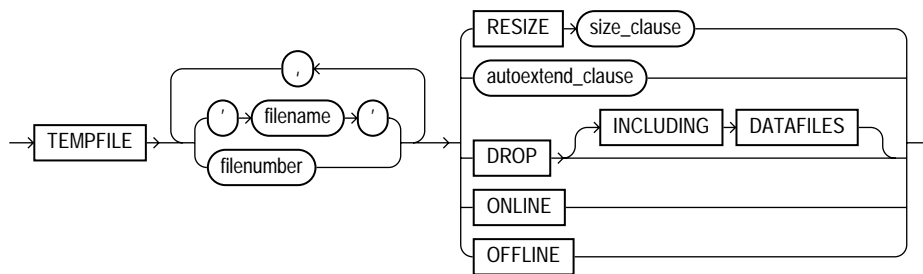 RESIZE size_clause
,
autoextend_clause
' filename '
INCLUDING DATAFILES
TEMPFILE
filenumber
DROP
ONLINE
OFFLINE